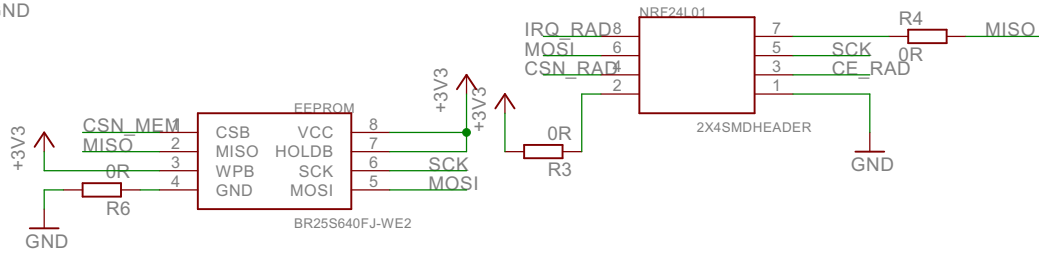 GND
NRF24L01
IRQ_RAD 8 7 R4 MISO
MOSI 6 5 SCK 0R
CSN_RAD 4 3 CE_RAD
2 1
+3V3 +3V3
2X4SMDHEADER
0R
R3
GND
EEPROM
+3V3
CSN_MEM 1 CSB VCC 8
MISO 2 MISO HOLDB 7
3 WPB SCK 6 SCK
0R 4 GND MOSI 5 MOSI
R6
BR25S640FJ-WE2
GND